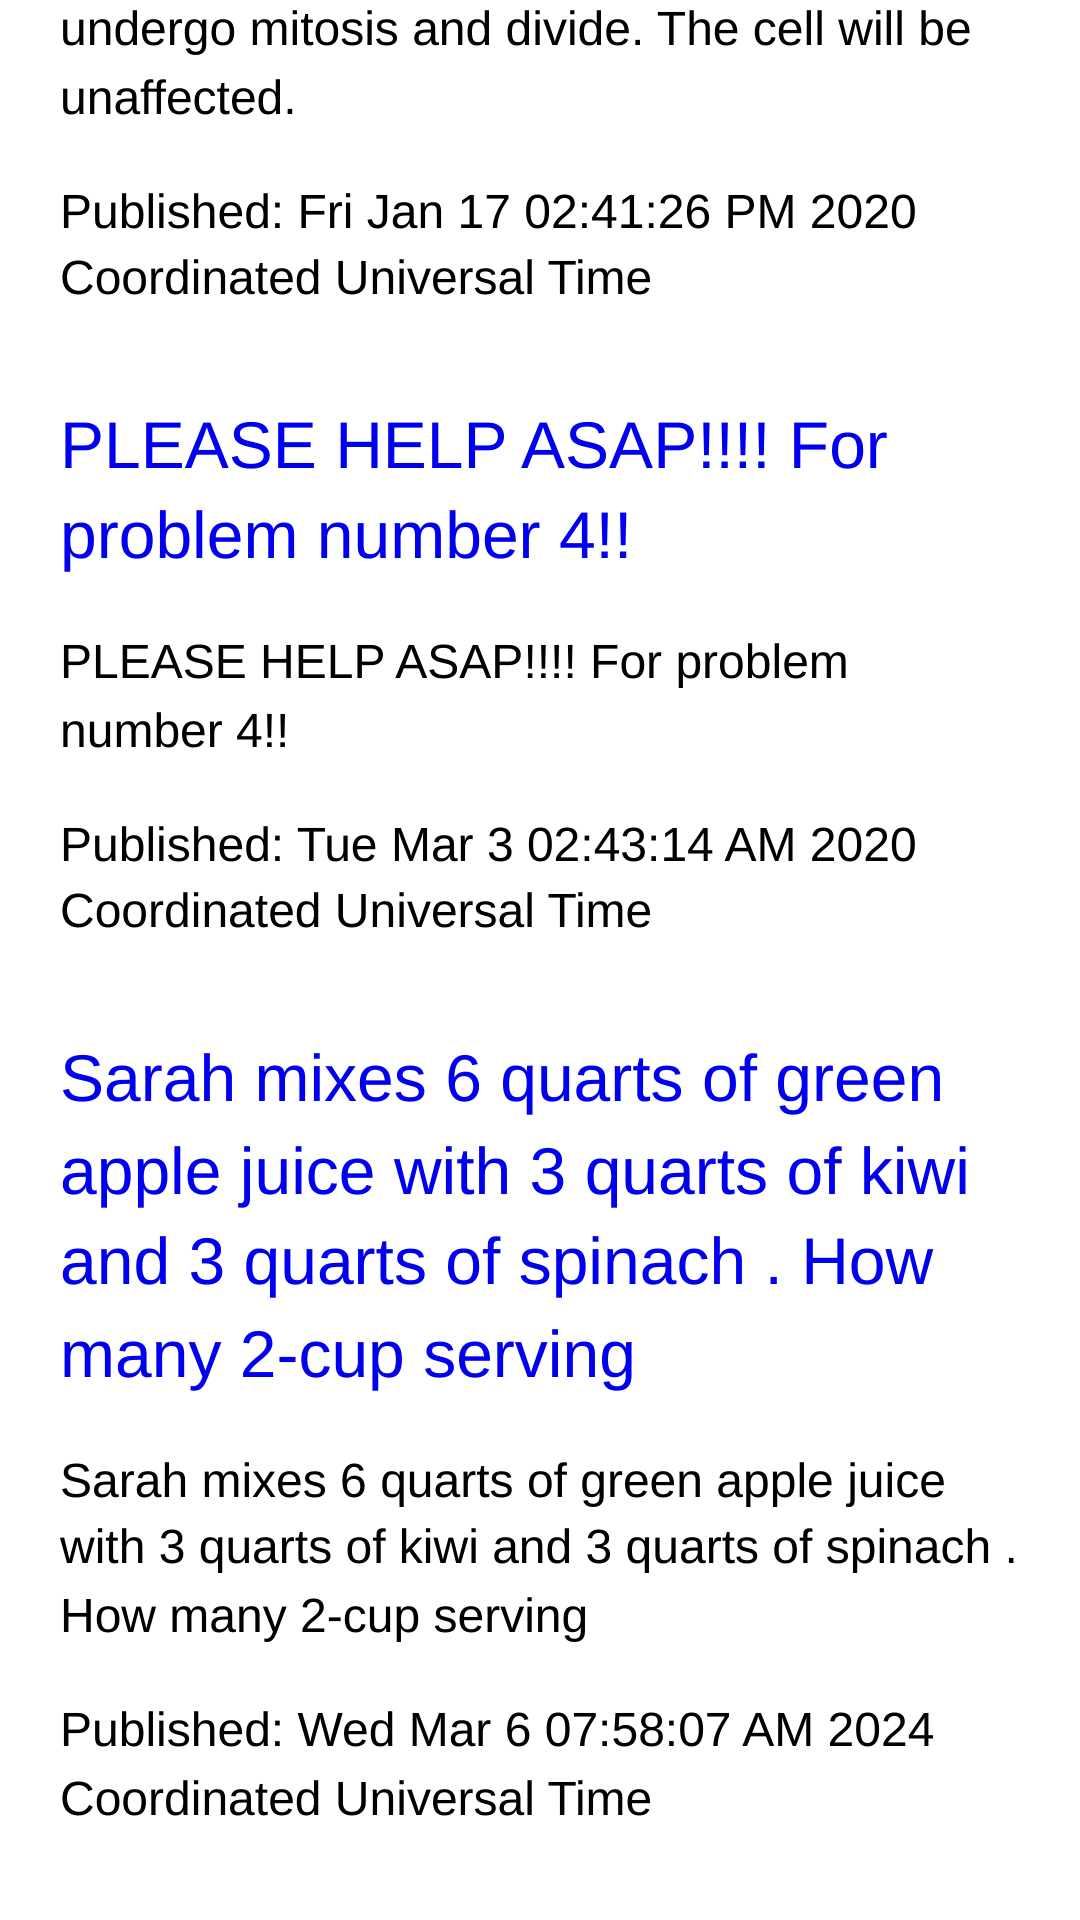 undergo mitosis and divide. The cell will be
unaffected.
Published: Fri Jan 17 02:41:26 PM 2020
Coordinated Universal Time
PLEASE HELP ASAP!!!! For
problem number 4!!
PLEASE HELP ASAP!!!! For problem
number 4!!
Published: Tue Mar 3 02:43:14 AM 2020
Coordinated Universal Time
Sarah mixes 6 quarts of green
apple juice with 3 quarts of kiwi
and 3 quarts of spinach . How
many 2-cup serving
Sarah mixes 6 quarts of green apple juice
with 3 quarts of kiwi and 3 quarts of spinach .
How many 2-cup serving
Published: Wed Mar 6 07:58:07 AM 2024
Coordinated Universal Time